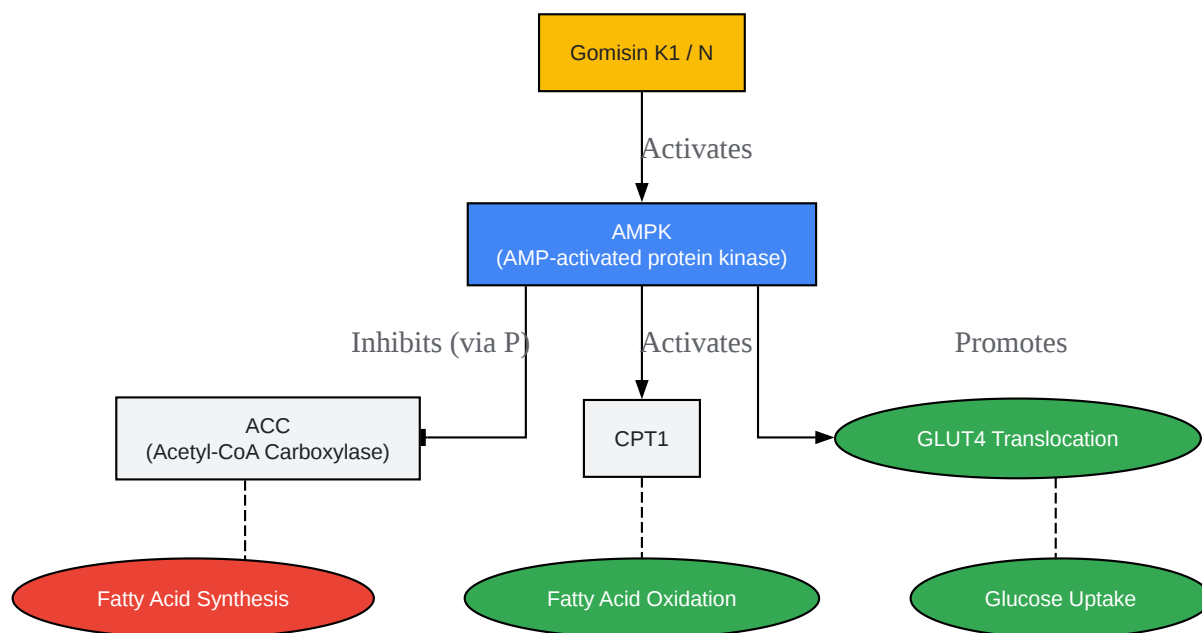 Gomisin K1 / N
Activates
AMPK
(AMP-activated protein kinase)
Inhibits (via P)
Activates
Promotes
ACC
(Acetyl-CoA Carboxylase)
CPT1
GLUT4 Translocation
Fatty Acid Synthesis
Fatty Acid Oxidation
Glucose Uptake